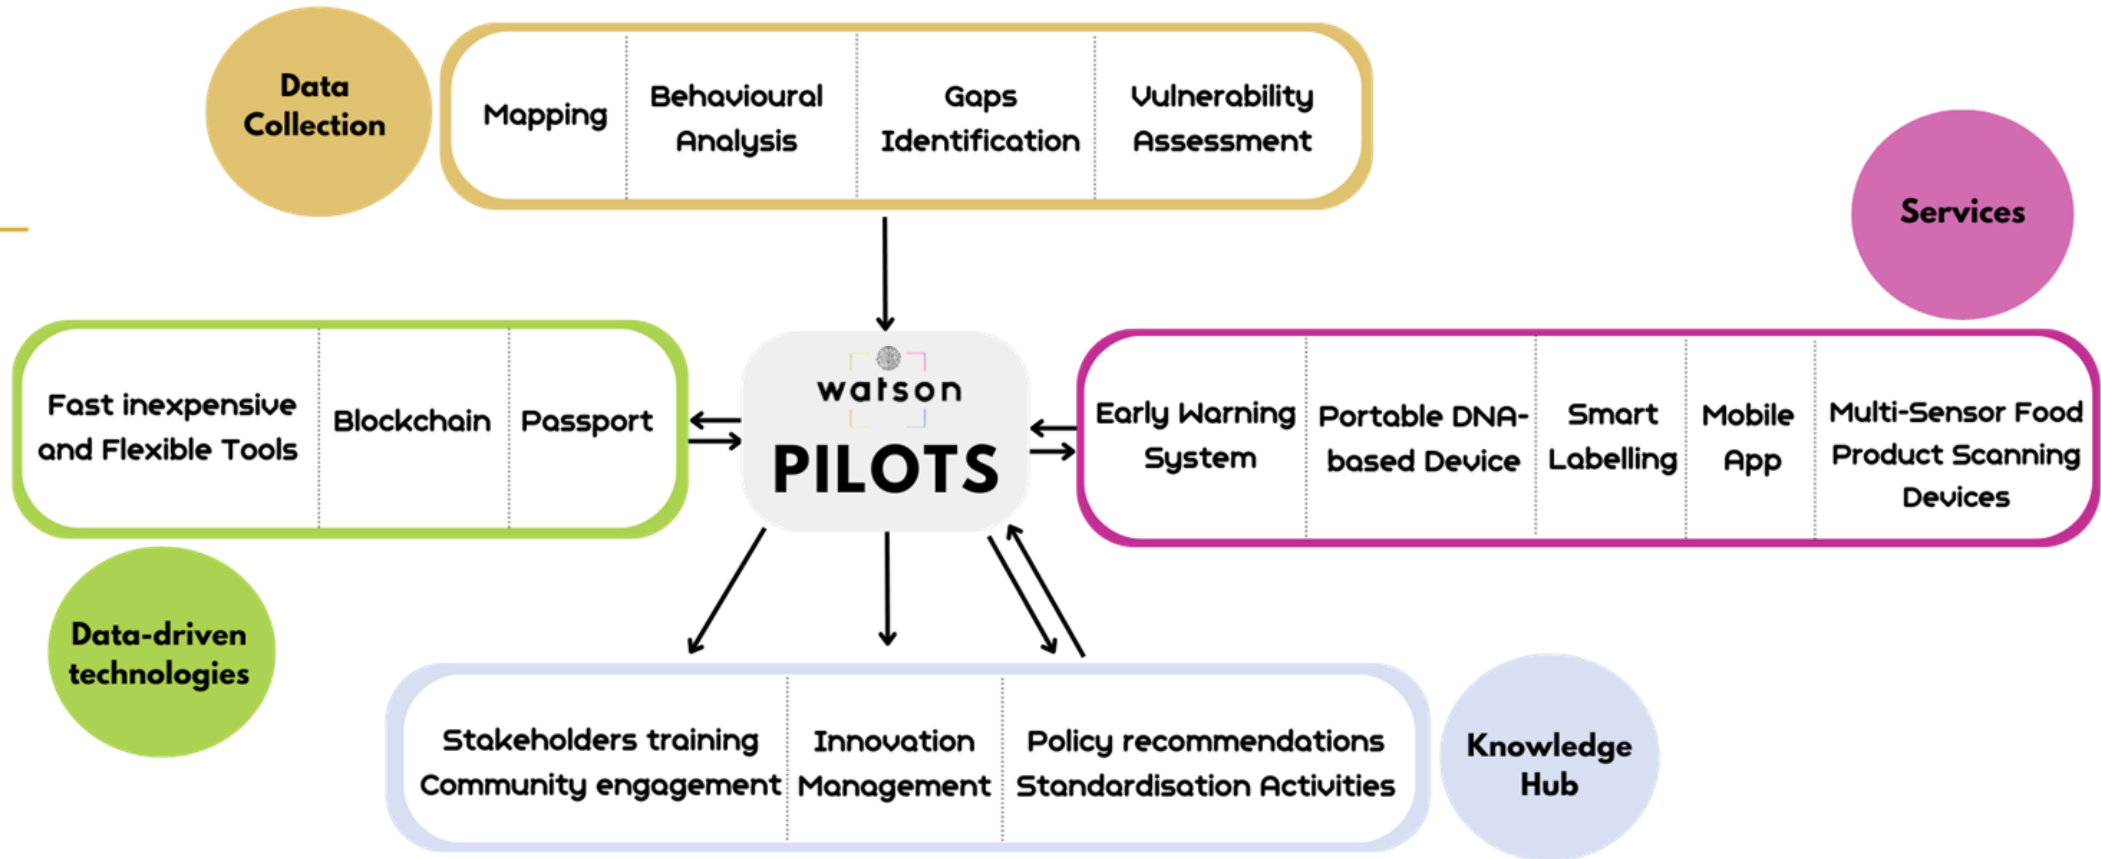 Data
Collection
Mapping
Behavioural
Analysis
Gaps
Identification
Vulnerability
Assessment
Services
Fast inexpensive
and Flexible Tools
Blockchain
Passport
watson
PILOTS
Early Warning
System
Portable DNA-
based Device
Smart
Labelling
Mobile
App
Multi-Sensor Food
Product Scanning
Devices
Data-driven
technologies
Stakeholders training
Community engagement
Innovation
Management
Policy recommendations
Standardisation Activities
Knowledge
Hub